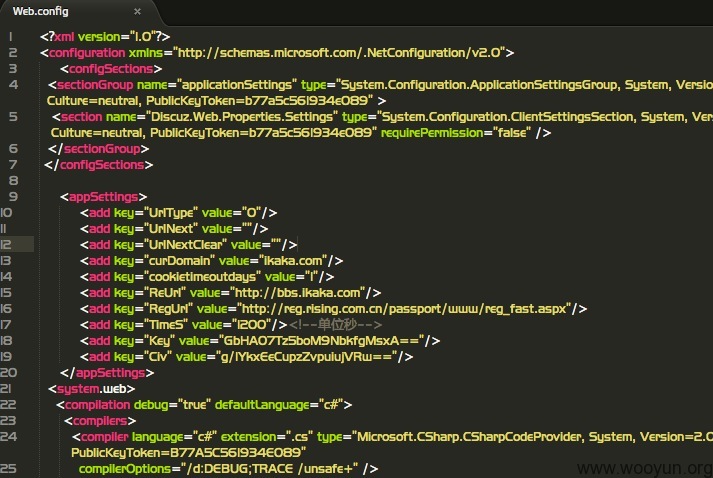 Web.config ×
1 <?xml version="1.0"?>
2 <configuration xmlns="http://schemas.microsoft.com/.NetConfiguration/v2.0">
3 <configSections>
4 <sectionGroup name="applicationSettings" type="System.Configuration.ApplicationSettingsGroup, System, Versio
Culture=neutral, PublicKeyToken=b77a5c561934e089" >
5 <section name="Discuz.Web.Properties.Settings" type="System.Configuration.ClientSettingsSection, System, Ver
Culture=neutral, PublicKeyToken=b77a5c561934e089" requirePermission="false" />
6 </sectionGroup>
7 </configSections>
8
9 <appSettings>
10 <add key="UrlType" value="0"/>
11 <add key="UrlNext" value=""/>
12 <add key="UrlNextClear" value=""/>
13 <add key="curDomain" value="ikaka.com"/>
14 <add key="cookietimeoutdays" value="1"/>
15 <add key="ReUrl" value="http://bbs.ikaka.com"/>
16 <add key="RegUrl" value="http://reg.rising.com.cn/passport/www/reg_fast.aspx"/>
17 <add key="TimeS" value="1200"/><!--单位秒-->
18 <add key="Key" value="GbHAO7Tz5boM9NbkfgMsxA=="/>
19 <add key="CIv" value="g/1YkxEeCupzZvpuiujVRw=="/>
20 </appSettings>
21 <system.web>
22 <compilation debug="true" defaultLanguage="c#">
23 <compilers>
24 <compiler language="c#" extension=".cs" type="Microsoft.CSharp.CSharpCodeProvider, System, Version=2.0
PublicKeyToken=B77A5C561934E089"
25 compilerOptions="/d:DEBUG;TRACE /unsafe+" />
www.wooyun.org